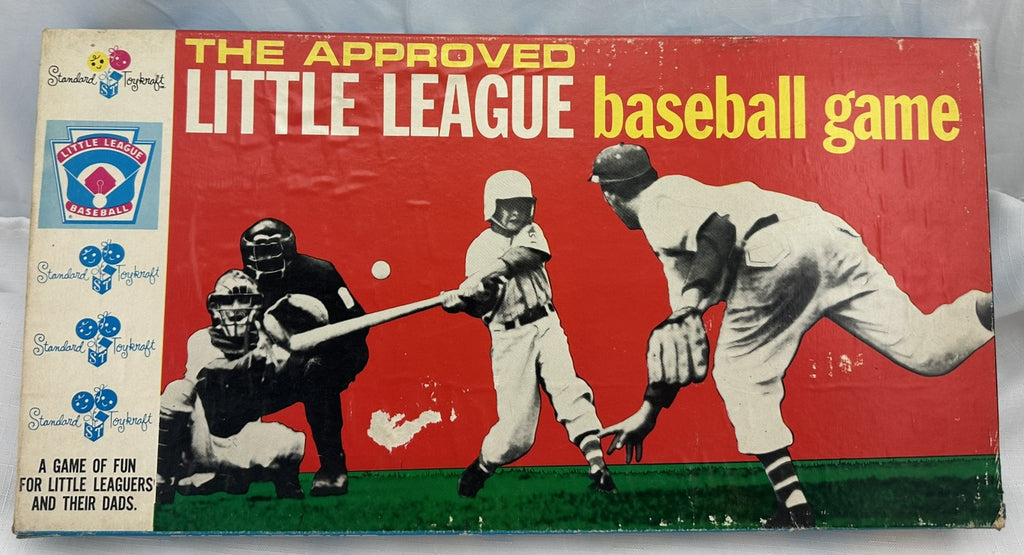 Standard Toykraft
ST
LITTLE LEAGUE
BASEBALL
Standard Toykraft
ST
Standard Toykraft
ST
Standard Toykraft
ST
A GAME OF FUN
FOR LITTLE LEAGUERS
AND THEIR DADS.
THE APPROVED
LITTLE LEAGUE baseball game